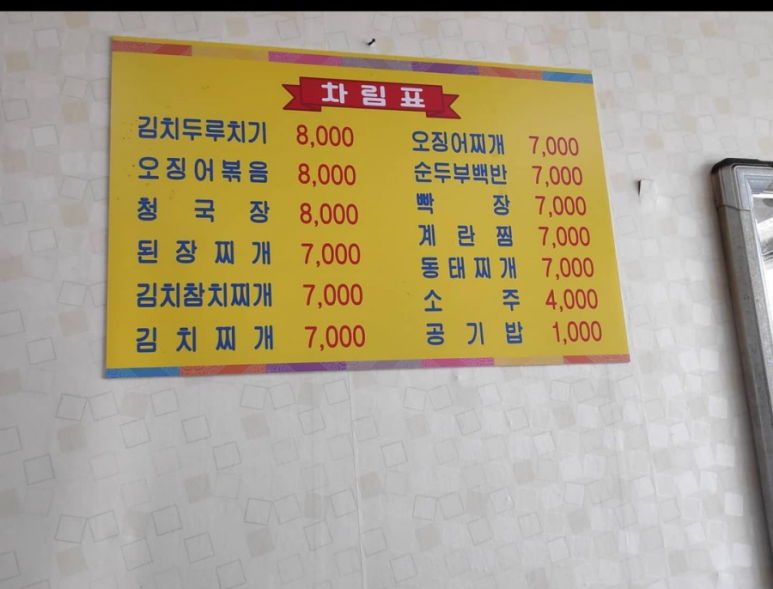 차림표
김치두루치기 8,000
오징어볶음 8,000
청국장 8,000
된장찌개 7,000
김치참치찌개 7,000
김치찌개 7,000
오징어찌개 7,000
순두부백반 7,000
빡장 7,000
계란찜 7,000
동태찌개 7,000
소주 4,000
공기밥 1,000